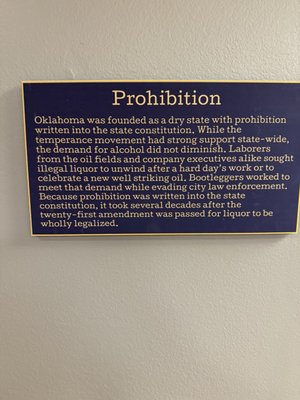 Prohibition
Oklahoma was founded as a dry state with prohibition
written into the state constitution. While the
temperance movement had strong support state-wide,
the demand for alcohol did not diminish. Laborers
from the oil fields and company executives alike sought
illegal liquor to unwind after a hard day's work or to
celebrate a new well striking oil. Bootleggers worked to
meet that demand while evading city law enforcement.
Because prohibition was written into the state
constitution, it took several decades after the
twenty-first amendment was passed for liquor to be
wholly legalized.